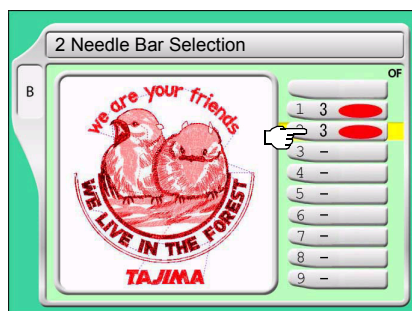 2 Needle Bar Selection
B
OF
we are your friends
WE LIVE IN THE FOREST
TAJIMA
1 3
2 3
3 –
4 –
5 –
6 –
7 –
8 –
9 –